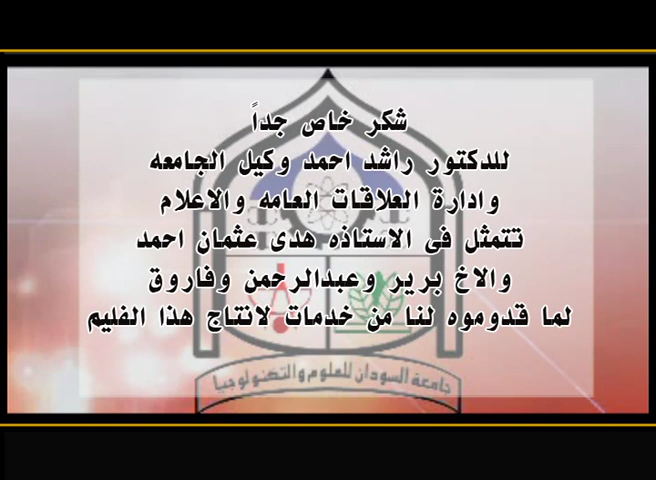 شكر خاص جداً
للدكتور راشد احمد وكيل الجامعه
وادارة العلاقات العامه والاعلام
تتمثل فى الاستاذه هدى عثمان احمد
والاخ برير وعبدالرحمن وفاروق
لما قدوموه لنا من خدمات لانتاج هذا الفليم
جامعة السودان للعلوم والتكنولوجيا